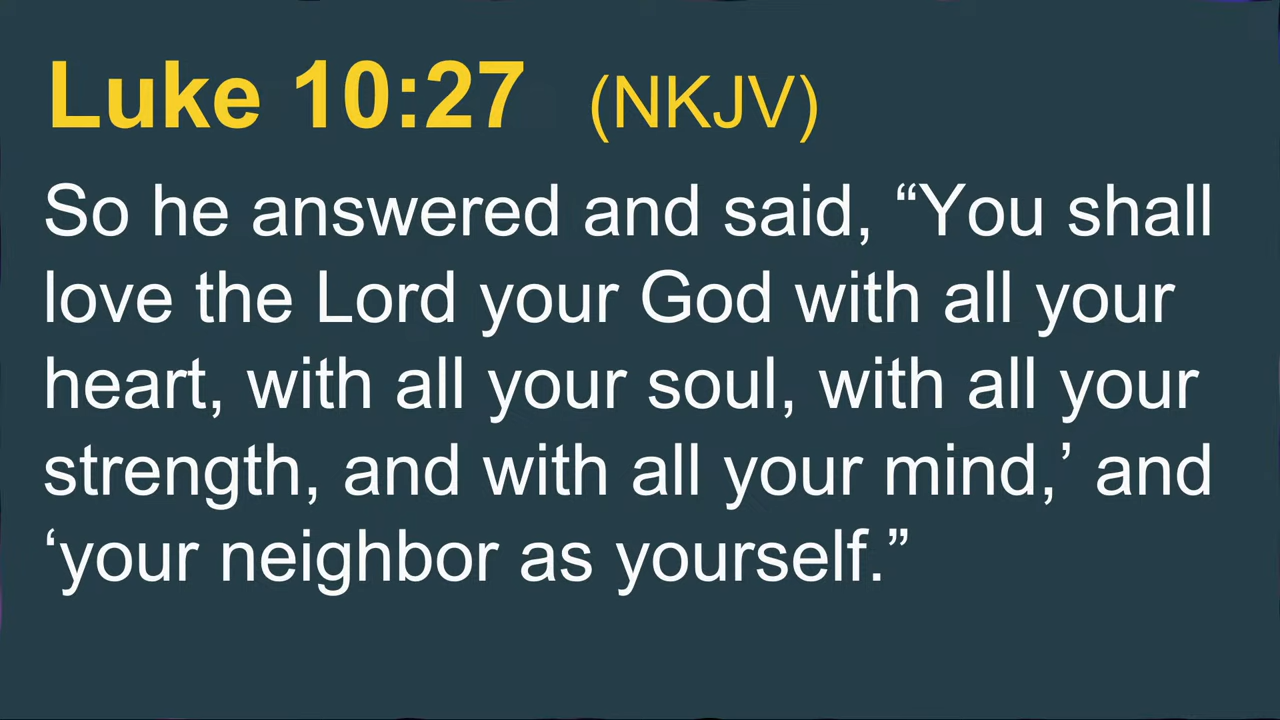 Luke 10:27 (NKJV)
So he answered and said, “You shall
love the Lord your God with all your
heart, with all your soul, with all your
strength, and with all your mind,’ and
‘your neighbor as yourself.”